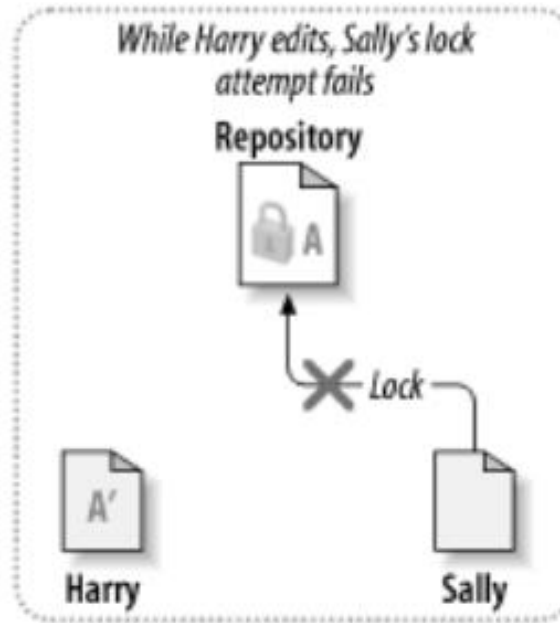 While Harry edits, Sally's lock
attempt fails
Repository
A
Lock
A′
Harry
Sally